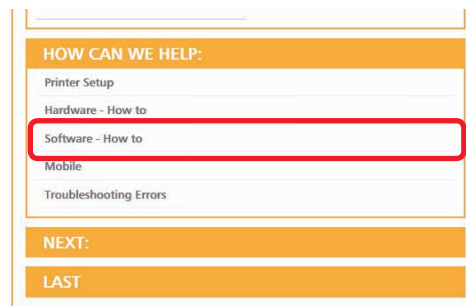 HOW CAN WE HELP:
Printer Setup
Hardware - How to
Software - How to
Mobile
Troubleshooting Errors
NEXT:
LAST